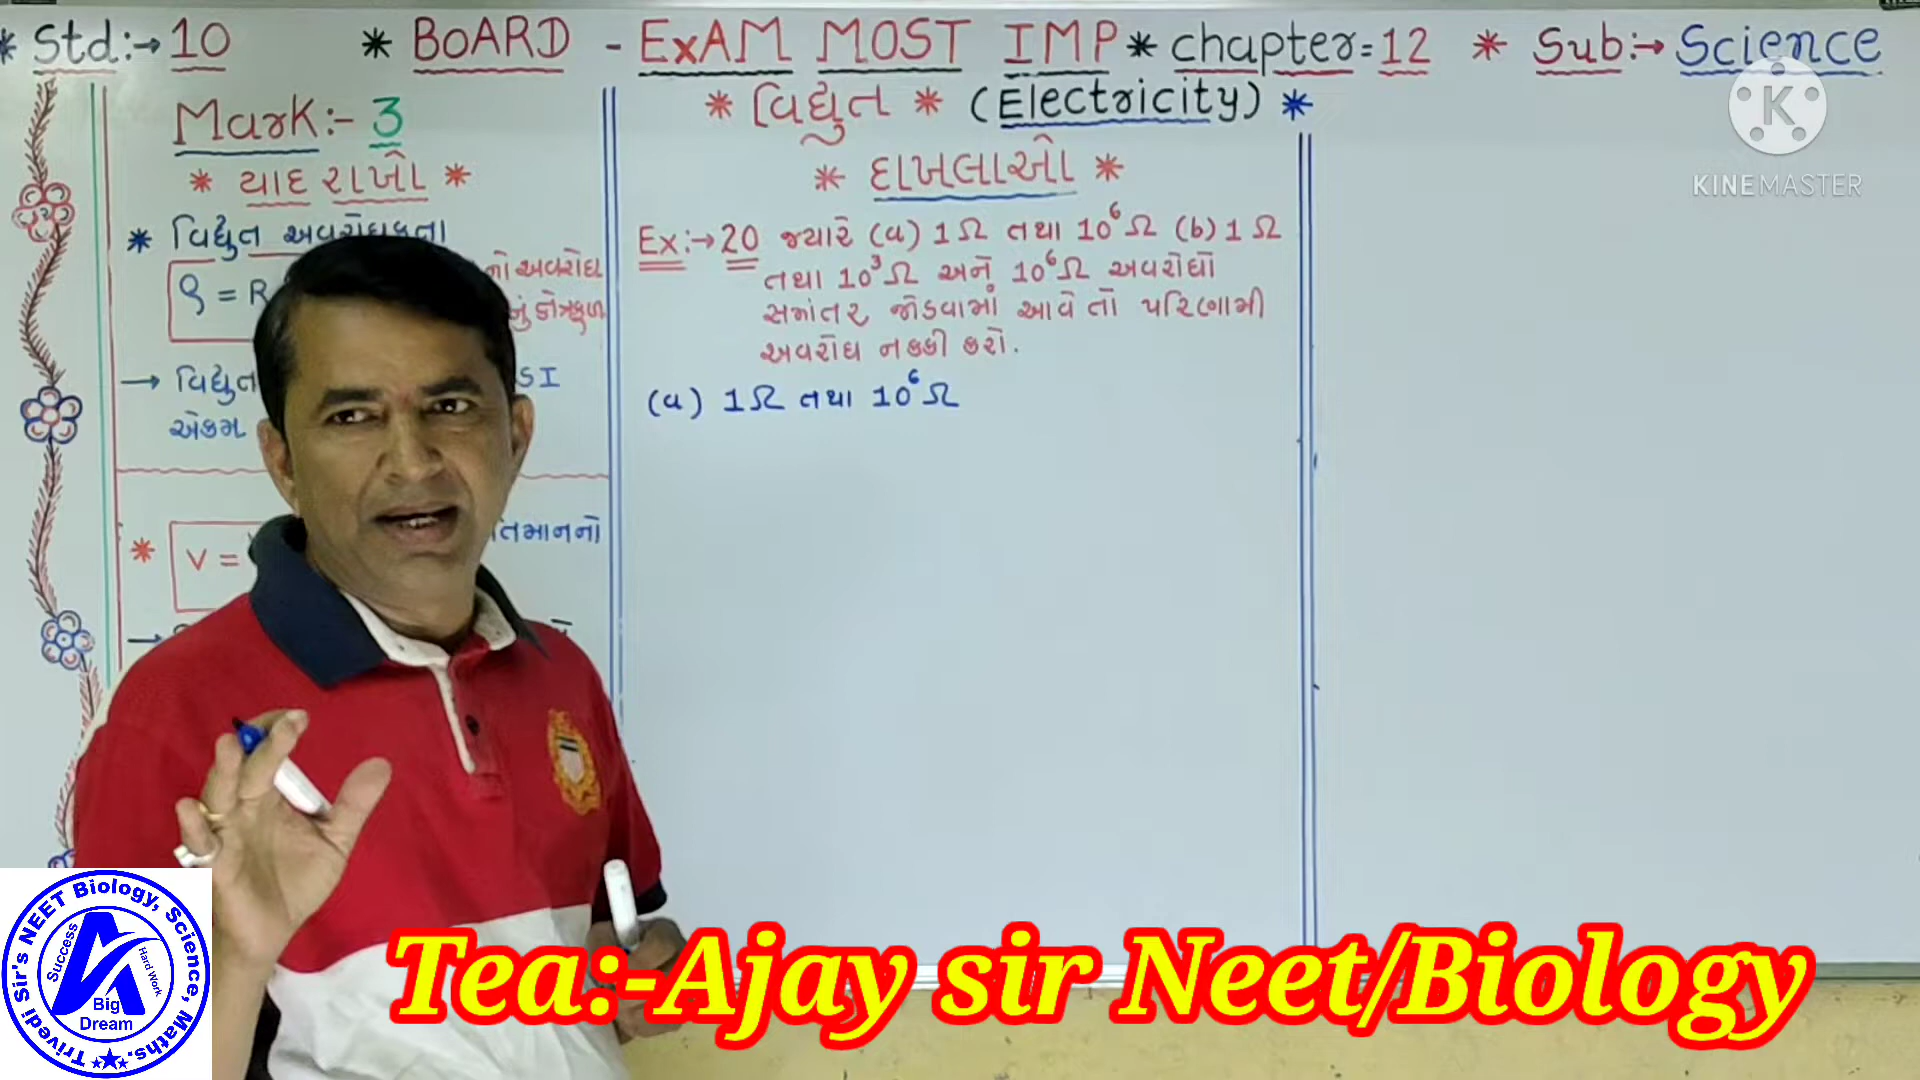 * Std:→ 10 * BOARD - ExAM MOST IMP * chapter = 12 * Sub:→ Science
Mark:- 3
* યાદ રાખો *
* વિદ્યુત અવરોધકતા
ρ = R
નો અવરોધ
નું ક્ષેત્રફળ
→ વિદ્યુત
SI
એકમ
* V =
તિમાનનો
→
* વિદ્યુત * (Electricity) *
* દાખલાઓ *
Ex:→ 20 જ્યારે (a) 1Ω તથા 10⁶Ω (b) 1Ω
તથા 10³Ω અને 10⁶Ω અવરોધો
સમાંતર જોડવામાં આવે તો પરિણામી
અવરોધ નક્કી કરો.
(a) 1Ω તથા 10⁶Ω
K
KINEMASTER
Trivedi Sir's NEET Biology, Science, Maths.
Success
Hard Work
Big
Dream
Tea:-Ajay sir Neet/Biology